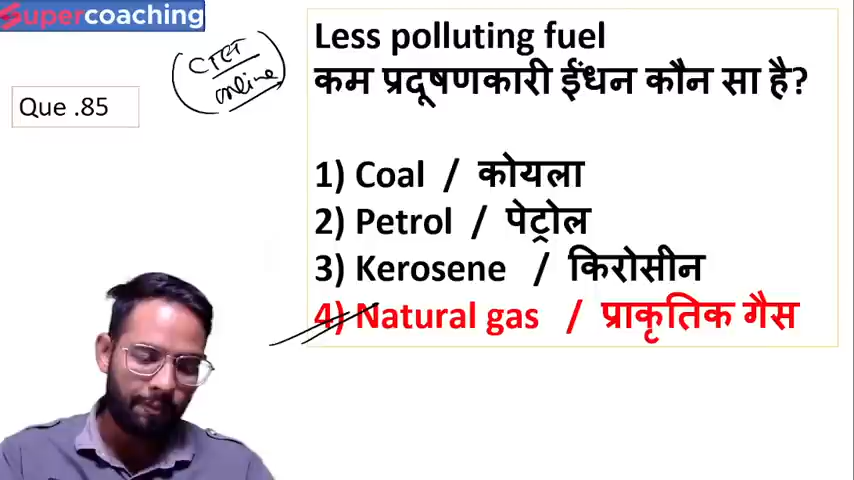 Supercoaching
CTET
online
Que .85
Less polluting fuel
कम प्रदूषणकारी ईंधन कौन सा है?
1) Coal / कोयला
2) Petrol / पेट्रोल
3) Kerosene / किरोसीन
4) Natural gas / प्राकृतिक गैस